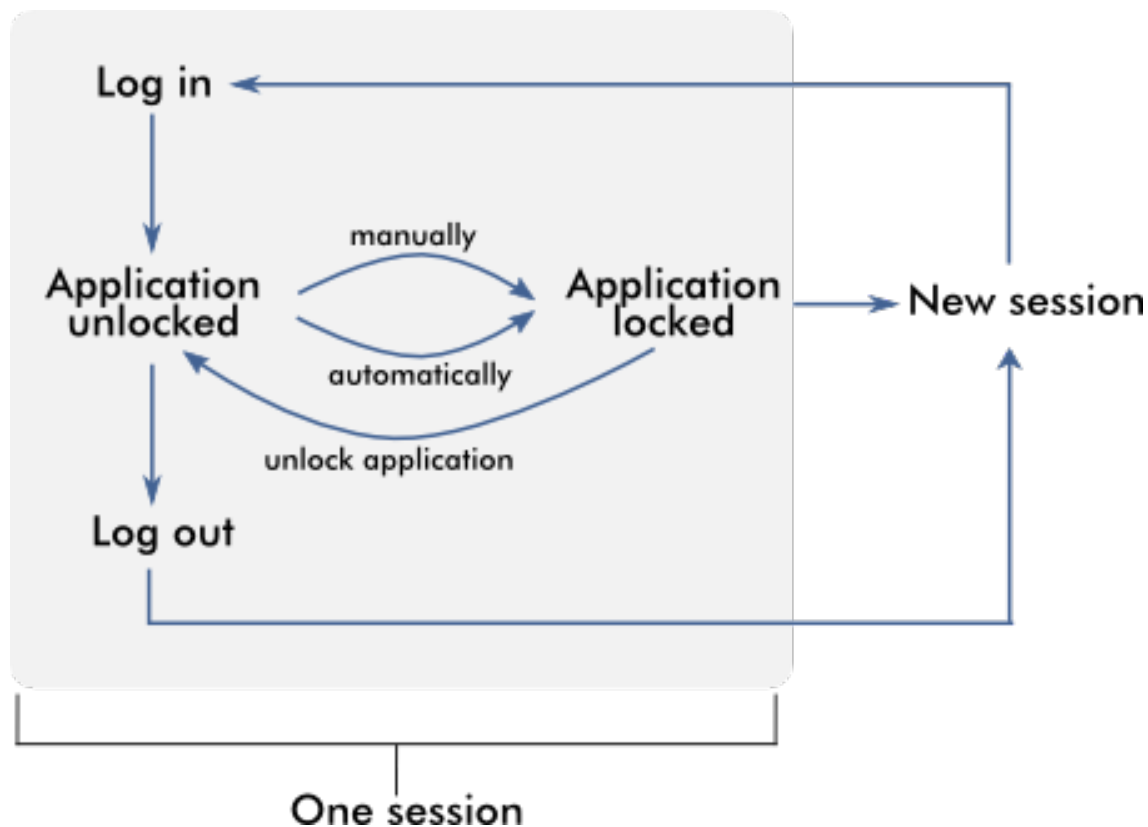 Log in
manually
Application
unlocked
Application
locked
New session
automatically
unlock application
Log out
One session